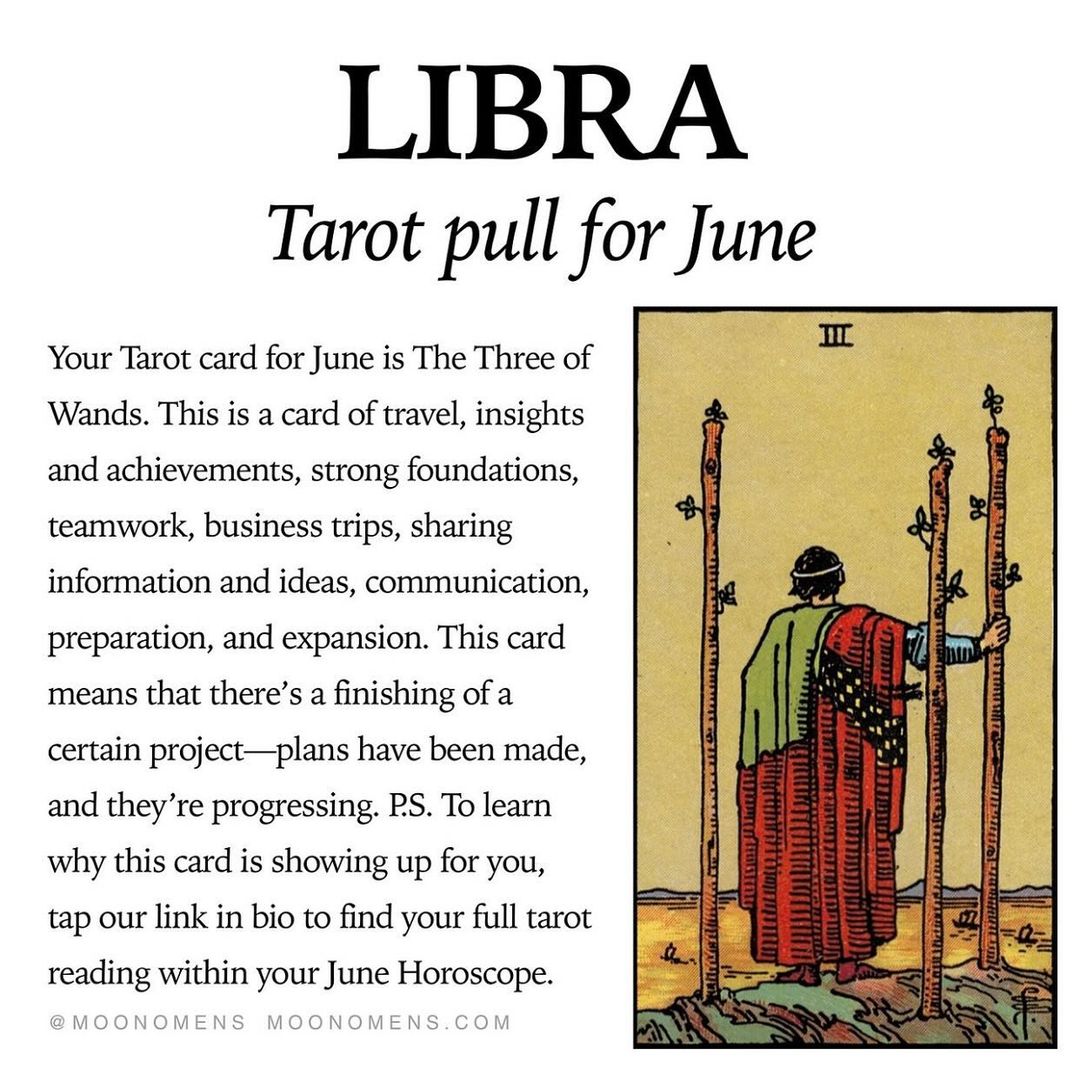 LIBRA
Tarot pull for June
Your Tarot card for June is The Three of
Wands. This is a card of travel, insights
and achievements, strong foundations,
teamwork, business trips, sharing
information and ideas, communication,
preparation, and expansion. This card
means that there’s a finishing of a
certain project—plans have been made,
and they’re progressing. P.S. To learn
why this card is showing up for you,
tap our link in bio to find your full tarot
reading within your June Horoscope.
@MOONOMENS MOONOMENS.COM
III